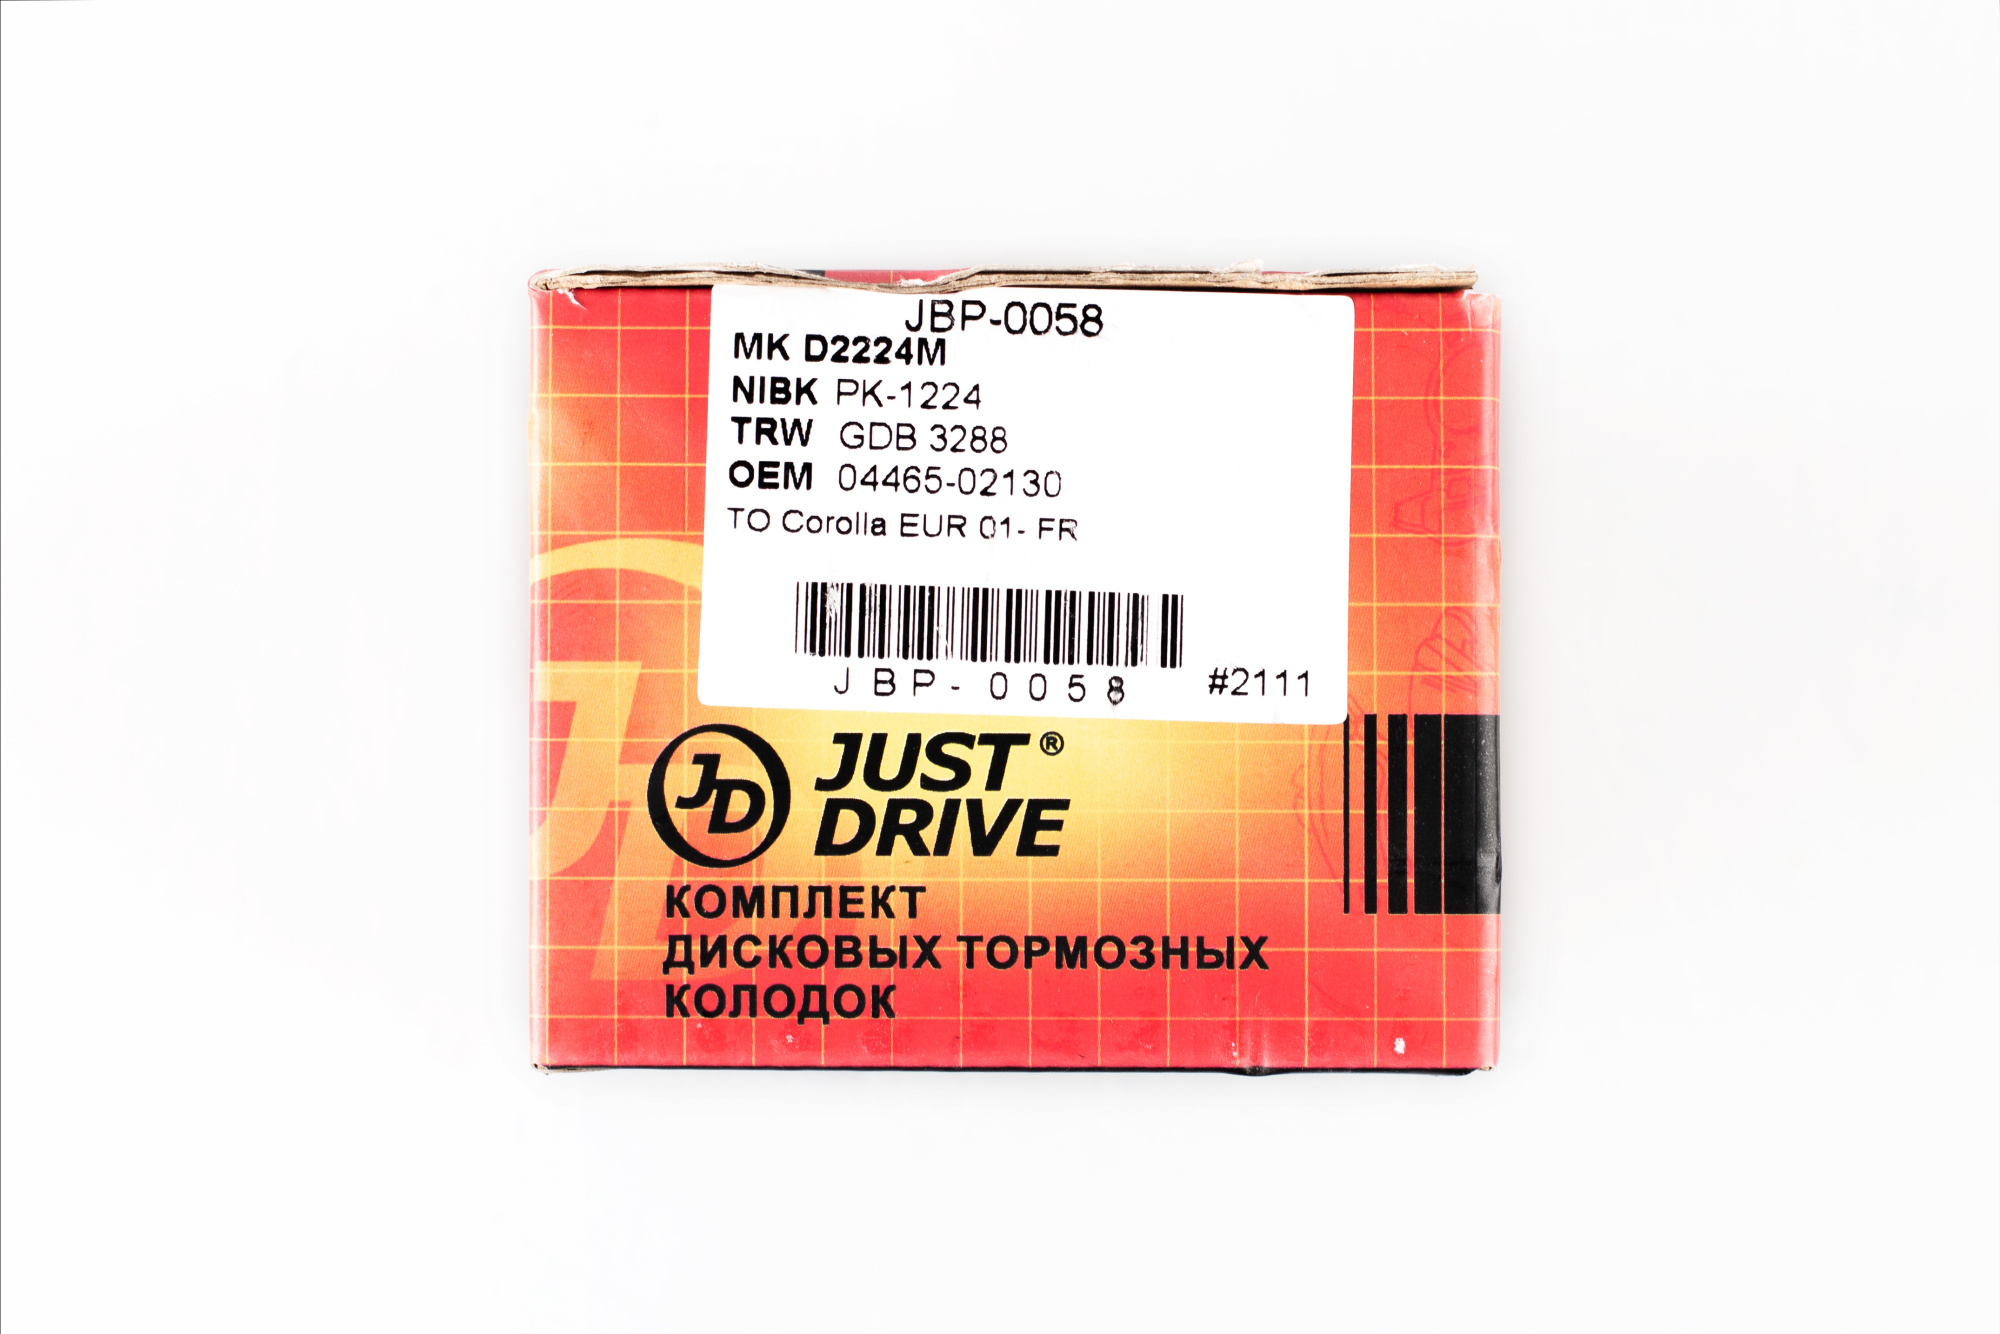 JBP-0058
MK D2224M
NIBK PK-1224
TRW GDB 3288
OEM 04465-02130
TO Corolla EUR 01- FR
JBP-0058
#2111
JD
JUST ®
DRIVE
КОМПЛЕКТ
ДИСКОВЫХ ТОРМОЗНЫХ
КОЛОДОК